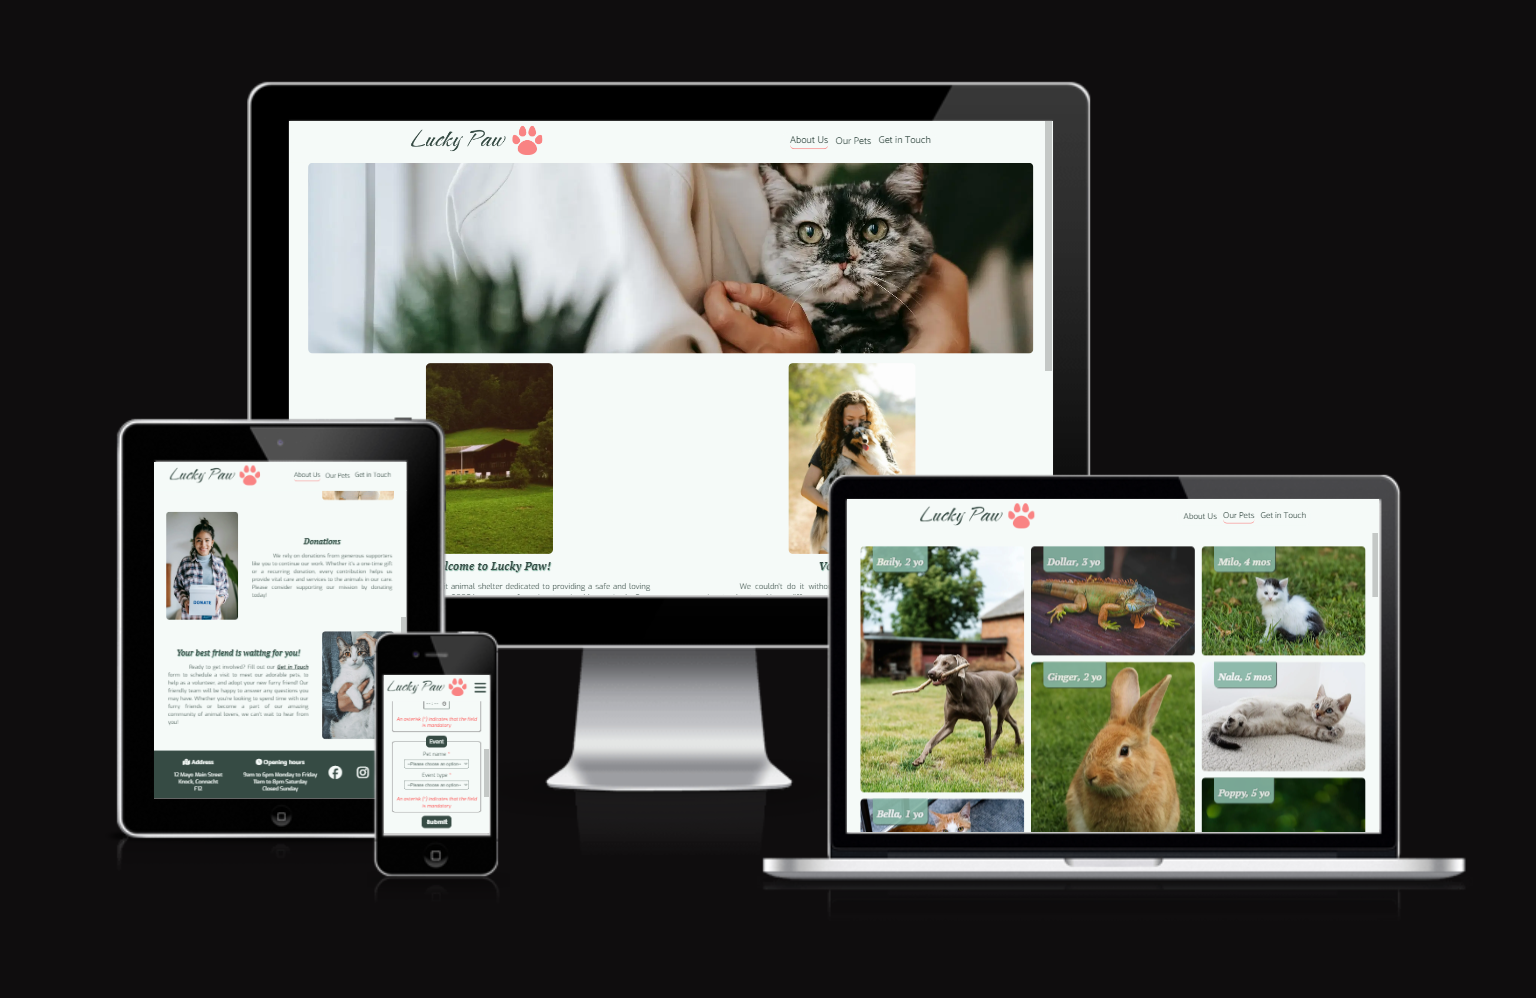 Lucky Paw
About Us Our Pets Get in Touch
lcome to Lucky Paw!
t animal shelter dedicated to providing a safe and loving
We couldn't do it witho
Lucky Paw
About Us Our Pets Get in Touch
Donations
We rely on donations from generous supporters
like you to continue our work. Whether it's a one-time gift
or a recurring donation, every contribution helps us
provide vital care and services to the animals in our care.
Please consider supporting our mission by donating
today!
DONATE
Your best friend is waiting for you!
Ready to get involved? Fill out our Get in Touch
form to schedule a visit to meet our adorable pets, to
help as a volunteer, and adopt your new furry friend! Our
friendly team will be happy to answer any questions you
may have. Whether you're looking to spend time with our
furry friends or become a part of our amazing
community of animal lovers, we can't wait to hear from
you!
Address
12 Mayo Main Street
Knock, Connacht
F12
Opening hours
9am to 6pm Monday to Friday
11am to 8pm Saturday
Closed Sunday
Lucky Paw
An asterisk (*) indicates that the field
is mandatory
Event
Pet name *
--Please choose an option--
Event type *
--Please choose an option--
An asterisk (*) indicates that the field
is mandatory
Submit
Lucky Paw
About Us Our Pets Get in Touch
Baily, 2 yo
Dollar, 3 yo
Milo, 4 mos
Ginger, 2 yo
Nala, 5 mos
Bella, 1 yo
Poppy, 5 yo